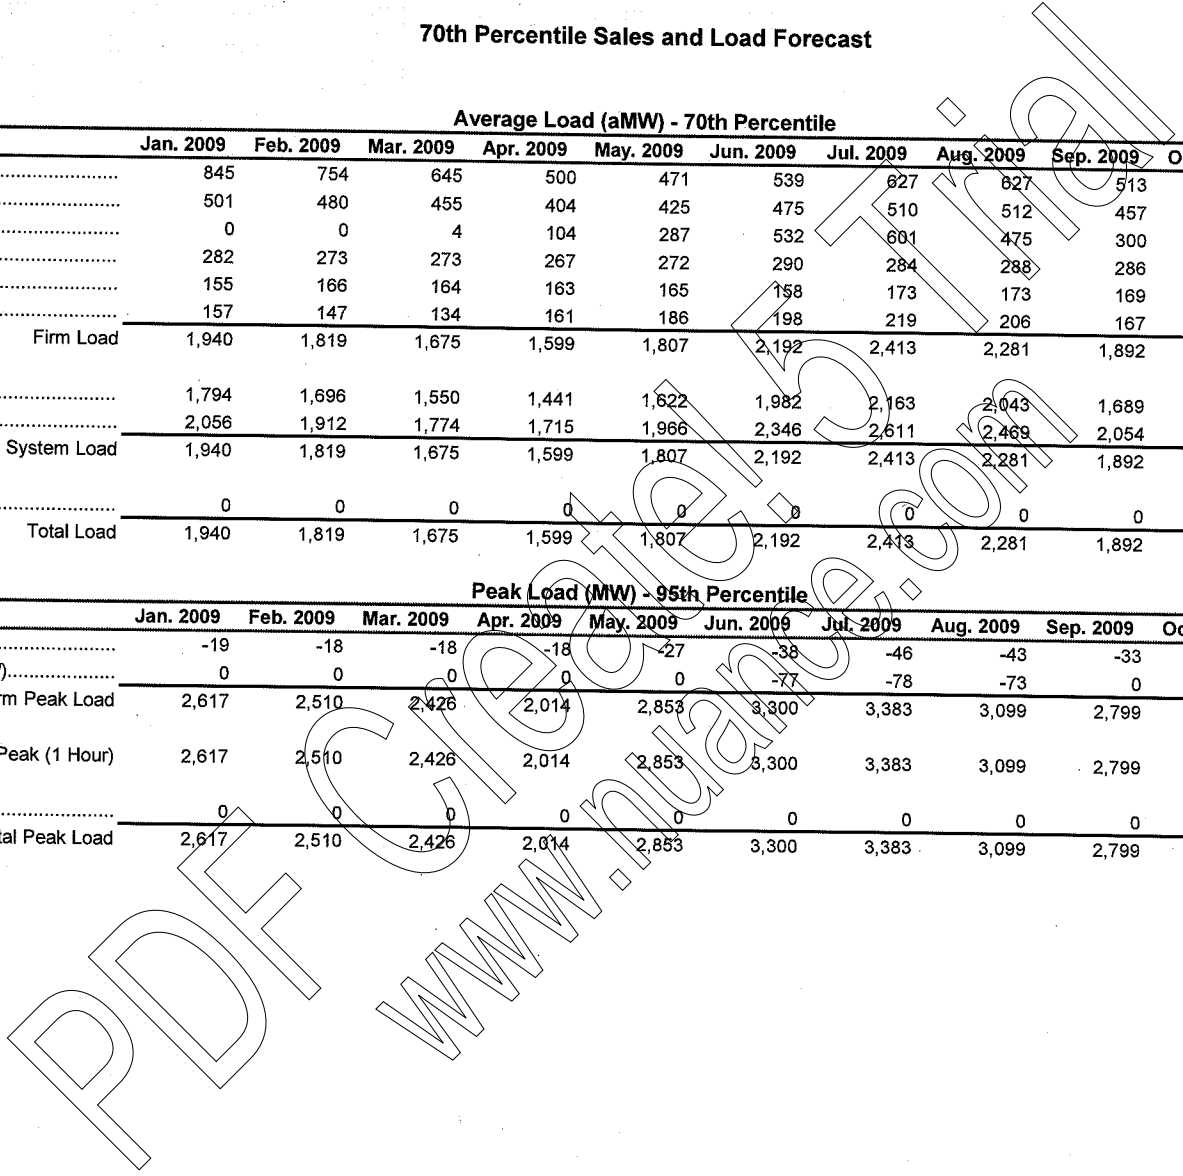 70th Percentile Sales and Load Forecast
Average Load (aMW) - 70th Percentile
Jan. 2009 Feb. 2009 Mar. 2009 Apr. 2009 May. 2009 Jun. 2009 Jul. 2009 Aug. 2009 Sep. 2009 O
........................ 845 754 645 500 471 539 627 627 513
........................ 501 480 455 404 425 475 510 512 457
........................ 0 0 4 104 287 532 601 475 300
........................ 282 273 273 267 272 290 284 288 286
........................ 155 166 164 163 165 158 173 173 169
........................ 157 147 134 161 186 198 219 206 167
Firm Load 1,940 1,819 1,675 1,599 1,807 2,192 2,413 2,281 1,892
........................ 1,794 1,696 1,550 1,441 1,622 1,982 2,163 2,043 1,689
........................ 2,056 1,912 1,774 1,715 1,966 2,346 2,611 2,469 2,054
System Load 1,940 1,819 1,675 1,599 1,807 2,192 2,413 2,281 1,892
........................ 0 0 0 0 0 0 0 0 0
Total Load 1,940 1,819 1,675 1,599 1,807 2,192 2,413 2,281 1,892
Peak Load (MW) - 95th Percentile
Jan. 2009 Feb. 2009 Mar. 2009 Apr. 2009 May. 2009 Jun. 2009 Jul. 2009 Aug. 2009 Sep. 2009 Oc
........................ -19 -18 -18 -18 -27 -38 -46 -43 -33
)...................... 0 0 0 0 0 -77 -78 -73 0
rm Peak Load 2,617 2,510 2,426 2,014 2,853 3,300 3,383 3,099 2,799
Peak (1 Hour) 2,617 2,510 2,426 2,014 2,853 3,300 3,383 3,099 2,799
........................ 0 0 0 0 0 0 0 0 0
tal Peak Load 2,617 2,510 2,426 2,014 2,853 3,300 3,383 3,099 2,799
PDF Create! 5 Trial
www.nuance.com